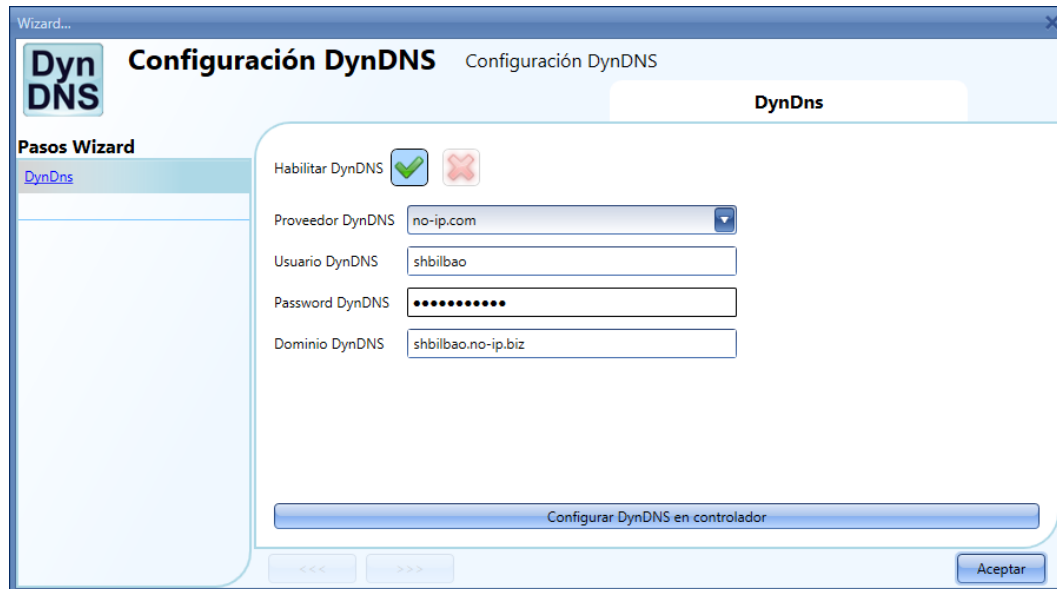 Wizard...
Dyn
DNS
Configuración DynDNS
Configuración DynDNS
DynDns
Pasos Wizard
DynDns
Habilitar DynDNS
Proveedor DynDNS
no-ip.com
Usuario DynDNS
shbilbao
Password DynDNS
•••••••••••
Dominio DynDNS
shbilbao.no-ip.biz
Configurar DynDNS en controlador
<<<
>>>
Aceptar